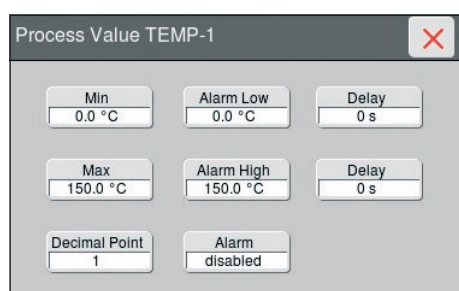 Process Value TEMP-1
Min Alarm Low Delay
0.0 °C 0.0 °C 0 s
Max Alarm High Delay
150.0 °C 150.0 °C 0 s
Decimal Point Alarm
1 disabled